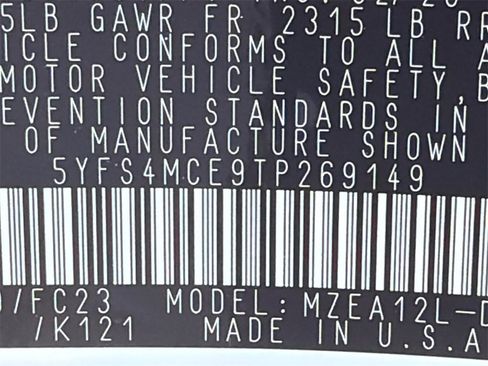 5LB GAWR FR 2315 LB RR
ICLE CONFORMS TO ALL A
MOTOR VEHICLE SAFETY, B
EVENTION STANDARDS IN
OF MANUFACTURE SHOWN
5YFS4MCE9TP269149
/FC23 MODEL: MZEA12L-D
/K121 MADE IN U.S.A